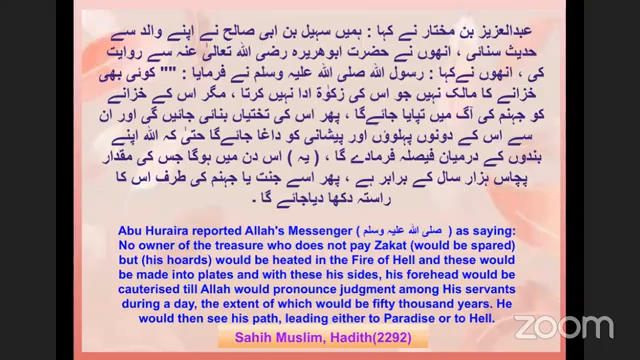 عبدالعزیز بن مختار نے کہا : ہمیں سہیل بن ابی صالح نے اپنے والد سے
حدیث سنائی ، انھوں نے حضرت ابوھریرہ رضی اللہ تعالیٰ عنہ سے روایت
کی ، انھوں نےکہا : رسول اللہ صلی اللہ علیہ وسلم نے فرمایا : "" کوئی بھی
خزانے کا مالک نہیں جو اس کی زکوٰۃ ادا نہیں کرتا ، مگر اس کے خزانے
کو جہنم کی آگ میں تپایا جائےگا ، پھر اس کی تختیاں بنائی جائیں گی اور ان
سے اس کے دونوں پہلوؤں اور پیشانی کو داغا جائےگا حتیٰ کہ اللہ اپنے
بندوں کے درمیان فیصلہ فرمادے گا ، ( یہ ) اس دن میں ہوگا جس کی مقدار
پچاس ہزار سال کے برابر ہے ، پھر اسے جنت یا جہنم کی طرف اس کا
راستہ دکھا دیاجائے گا ۔
Abu Huraira reported Allah's Messenger ( صلی اللہ علیہ وسلم ) as saying:
No owner of the treasure who does not pay Zakat (would be spared)
but (his hoards) would be heated in the Fire of Hell and these would
be made into plates and with these his sides, his forehead would be
cauterised till Allah would pronounce judgment among His servants
during a day, the extent of which would be fifty thousand years. He
would then see his path, leading either to Paradise or to Hell.
Sahih Muslim, Hadith(2292)
zoom